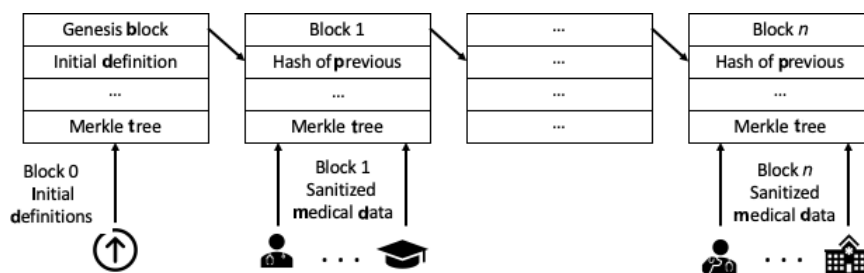 Genesis block
Initial definition
...
Merkle tree
Block 1
Hash of previous
...
Merkle tree
...
...
...
...
Block n
Hash of previous
...
Merkle tree
Block 0
Initial
definitions
Block 1
Sanitized
medical data
Block n
Sanitized
medical data
. . .
. . .